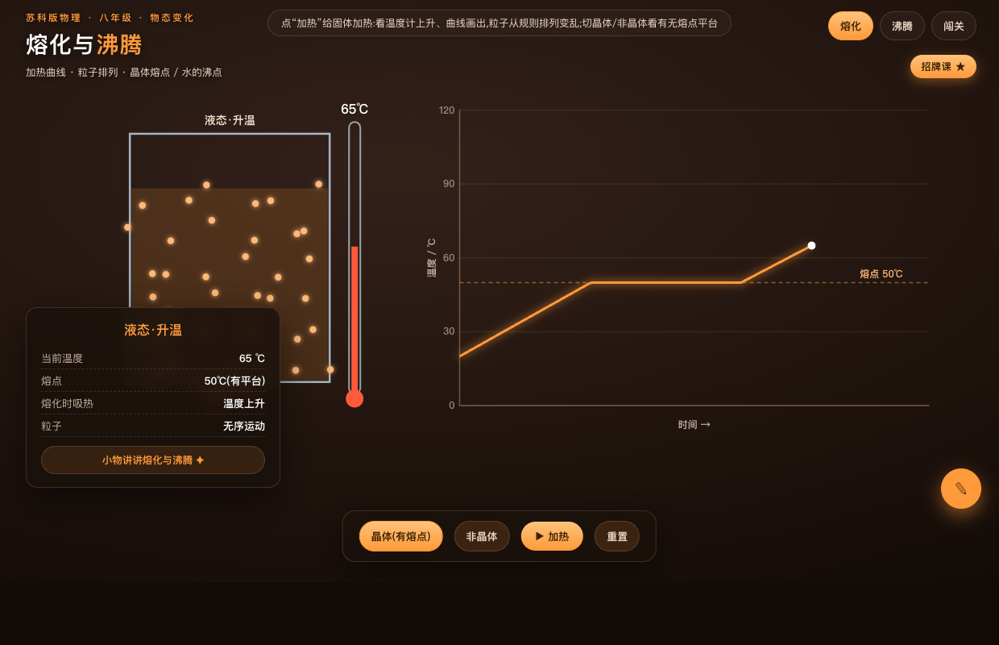 苏科版物理 · 八年级 · 物态变化
熔化与沸腾
加热曲线 · 粒子排列 · 晶体熔点 / 水的沸点
点“加热”给固体加热:看温度计上升、曲线画出,粒子从规则排列变乱;切晶体/非晶体看有无熔点平台
熔化
沸腾
闯关
招牌课 ★
液态·升温
65℃
120
90
60
30
0
温度 / ℃
熔点 50℃
时间 →
液态·升温
当前温度 65 ℃
熔点 50℃(有平台)
熔化时吸热 温度上升
粒子 无序运动
小物讲讲熔化与沸腾 ✦
晶体(有熔点)
非晶体
▶ 加热
重置